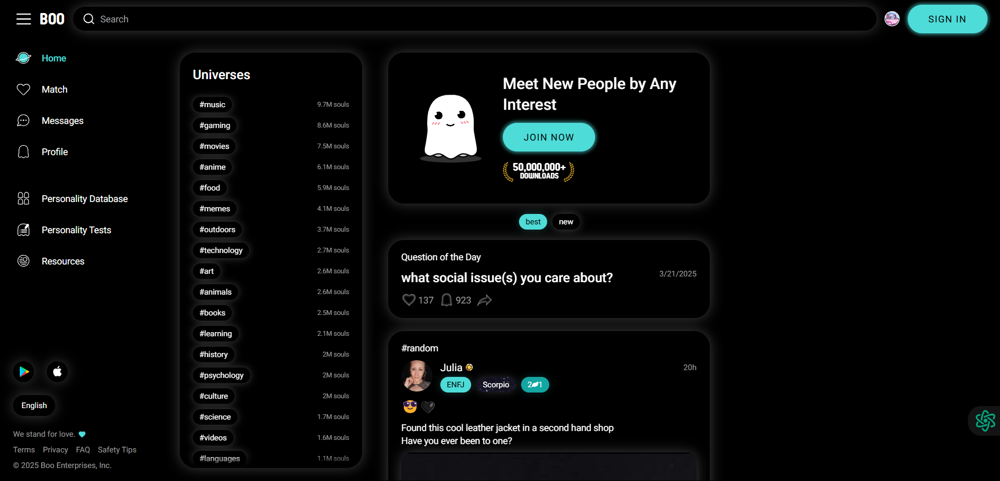 BOO
Search
SIGN IN
Home
Match
Messages
Profile
Personality Database
Personality Tests
Resources
English
We stand for love.
Terms Privacy FAQ Safety Tips
© 2025 Boo Enterprises, Inc.
Universes
#music 9.7M souls
#gaming 8.6M souls
#movies 7.5M souls
#anime 6.1M souls
#food 5.9M souls
#memes 4.1M souls
#outdoors 3.7M souls
#technology 2.7M souls
#art 2.6M souls
#animals 2.6M souls
#books 2.5M souls
#learning 2.1M souls
#history 2M souls
#psychology 2M souls
#culture 2M souls
#science 1.7M souls
#videos 1.6M souls
#languages 1.1M souls
Meet New People by Any
Interest
JOIN NOW
50,000,000+
DOWNLOADS
best new
Question of the Day
what social issue(s) you care about? 3/21/2025
137 923
#random
Julia 20h
ENFJ Scorpio 2 1
Found this cool leather jacket in a second hand shop
Have you ever been to one?